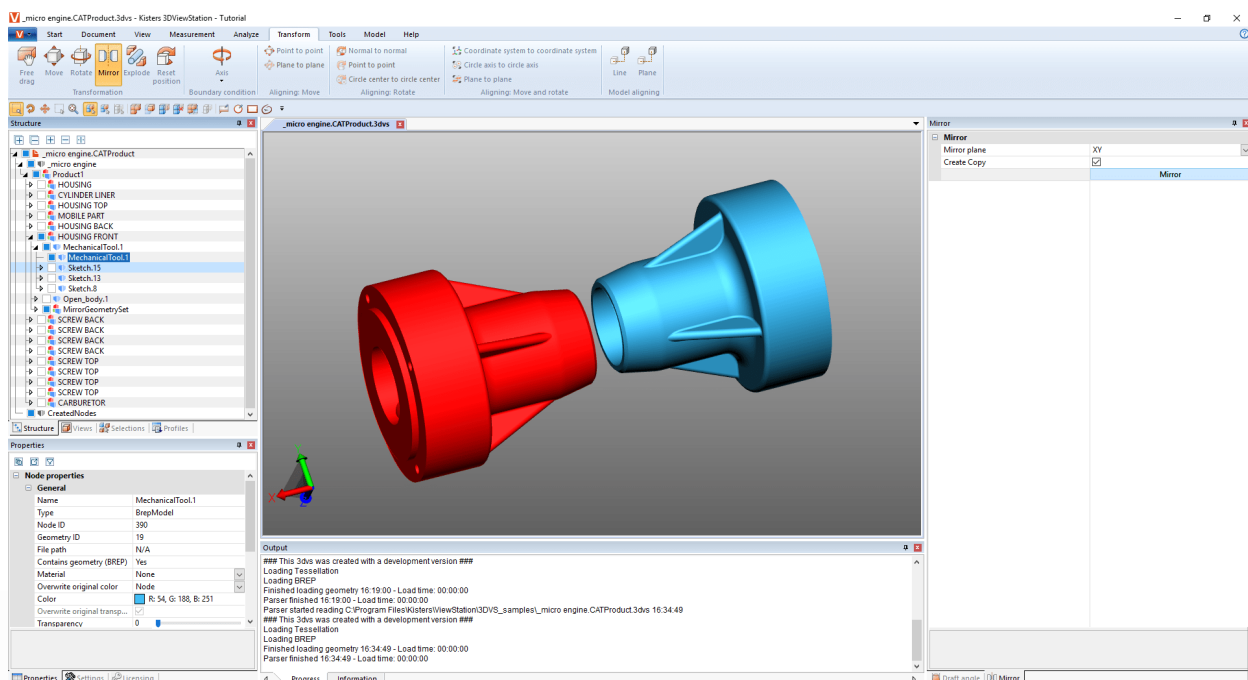 _micro engine.CATProduct.3dvs - Kisters 3DViewStation - Tutorial
Start Document View Measurement Analyze Transform Tools Model Help
Free drag
Move
Rotate
Mirror
Explode
Reset position
Axis
Point to point
Plane to plane
Normal to normal
Point to point
Circle center to circle center
Coordinate system to coordinate system
Circle axis to circle axis
Plane to plane
Line
Plane
Transformation
Boundary condition
Aligning: Move
Aligning: Rotate
Aligning: Move and rotate
Model aligning
Structure
_micro engine.CATProduct
_micro engine
Product1
HOUSING
CYLINDER LINER
HOUSING TOP
MOBILE PART
HOUSING BACK
HOUSING FRONT
MechanicalTool.1
MechanicalTool.1
Sketch.15
Sketch.13
Sketch.8
Open_body.1
MirrorGeometrySet
SCREW BACK
SCREW BACK
SCREW BACK
SCREW BACK
SCREW TOP
SCREW TOP
SCREW TOP
SCREW TOP
CARBURETOR
CreatedNodes
Structure Views Selections Profiles
Properties
Node properties
General
Name MechanicalTool.1
Type BrepModel
Node ID 390
Geometry ID 19
File path N/A
Contains geometry (BREP) Yes
Material None
Overwrite original color Node
Color R: 54, G: 188, B: 251
Overwrite original transp...
Transparency 0
Properties Settings Licensing
_micro engine.CATProduct.3dvs
X
Y
Z
Output
### This 3dvs was created with a development version ###
Loading Tessellation
Loading BREP
Finished loading geometry 16:19:00 - Load time: 00:00:00
Parser finished 16:19:00 - Load time: 00:00:00
Parser started reading C:\Program Files\Kisters\ViewStation\3DVS_samples\_micro engine.CATProduct.3dvs 16:34:49
### This 3dvs was created with a development version ###
Loading Tessellation
Loading BREP
Finished loading geometry 16:34:49 - Load time: 00:00:00
Parser finished 16:34:49 - Load time: 00:00:00
Progress Information
Mirror
Mirror
Mirror plane XY
Create Copy
Mirror
Draft angle Mirror